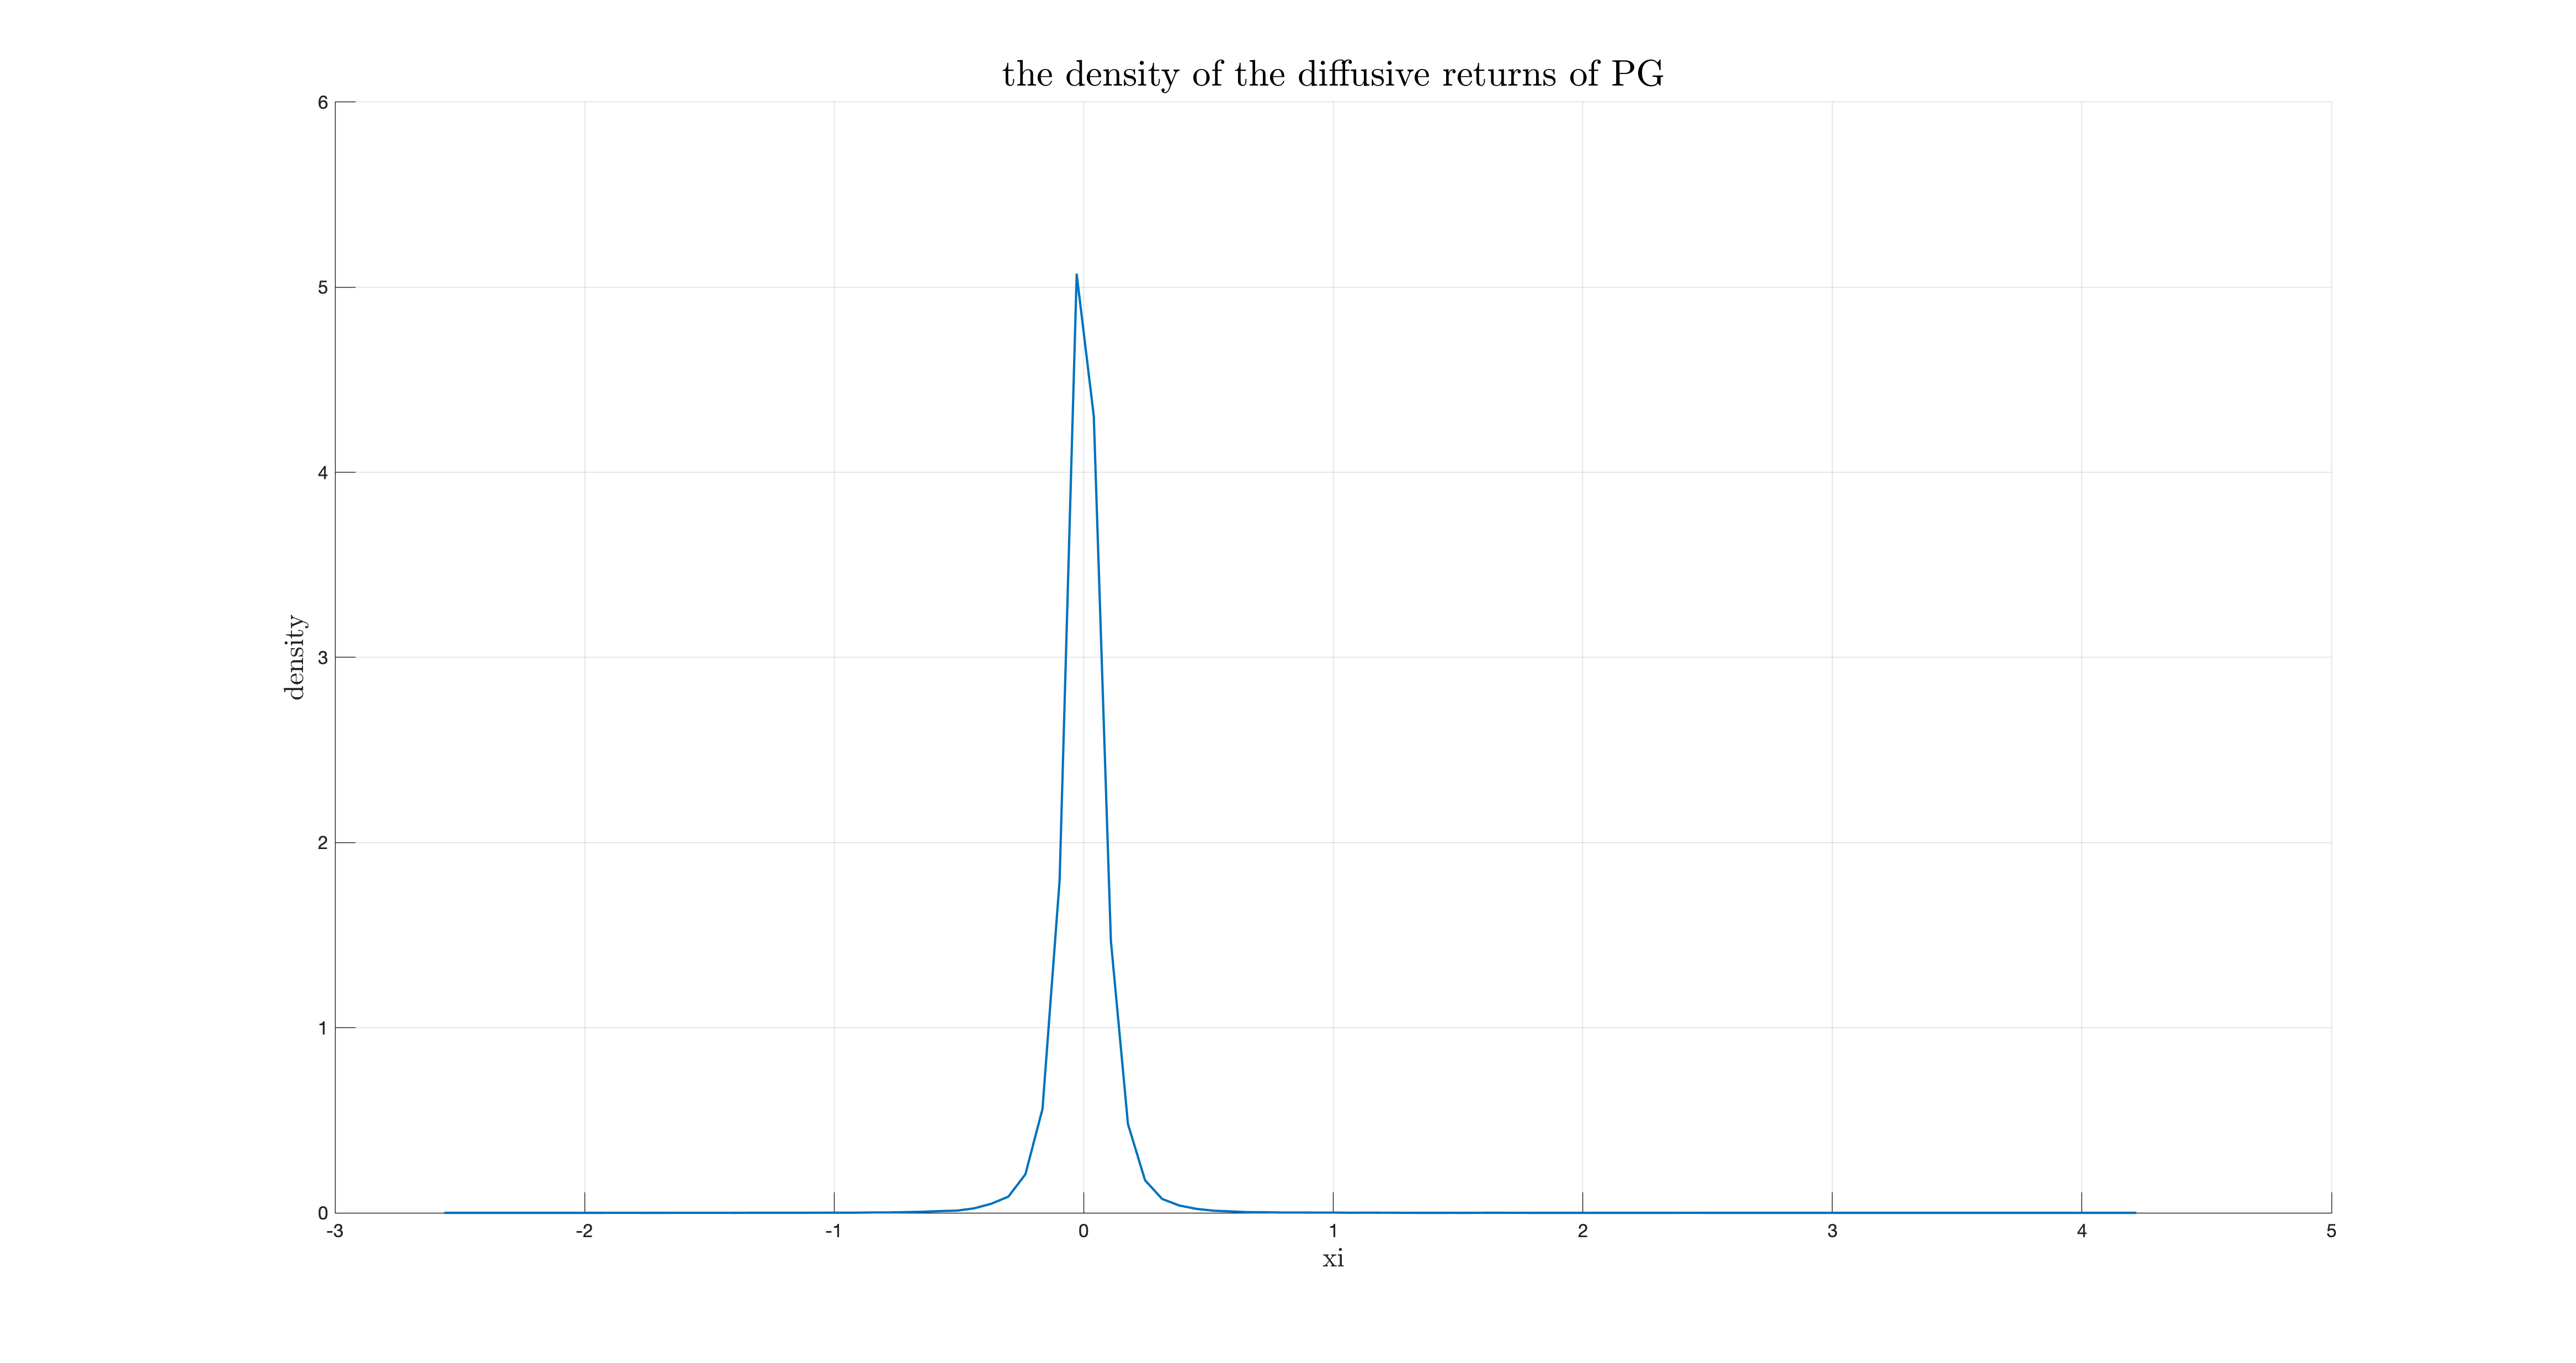 the density of the diffusive returns of PG
6
5
4
3
2
1
0
density
-3 -2 -1 0 1 2 3 4 5
xi